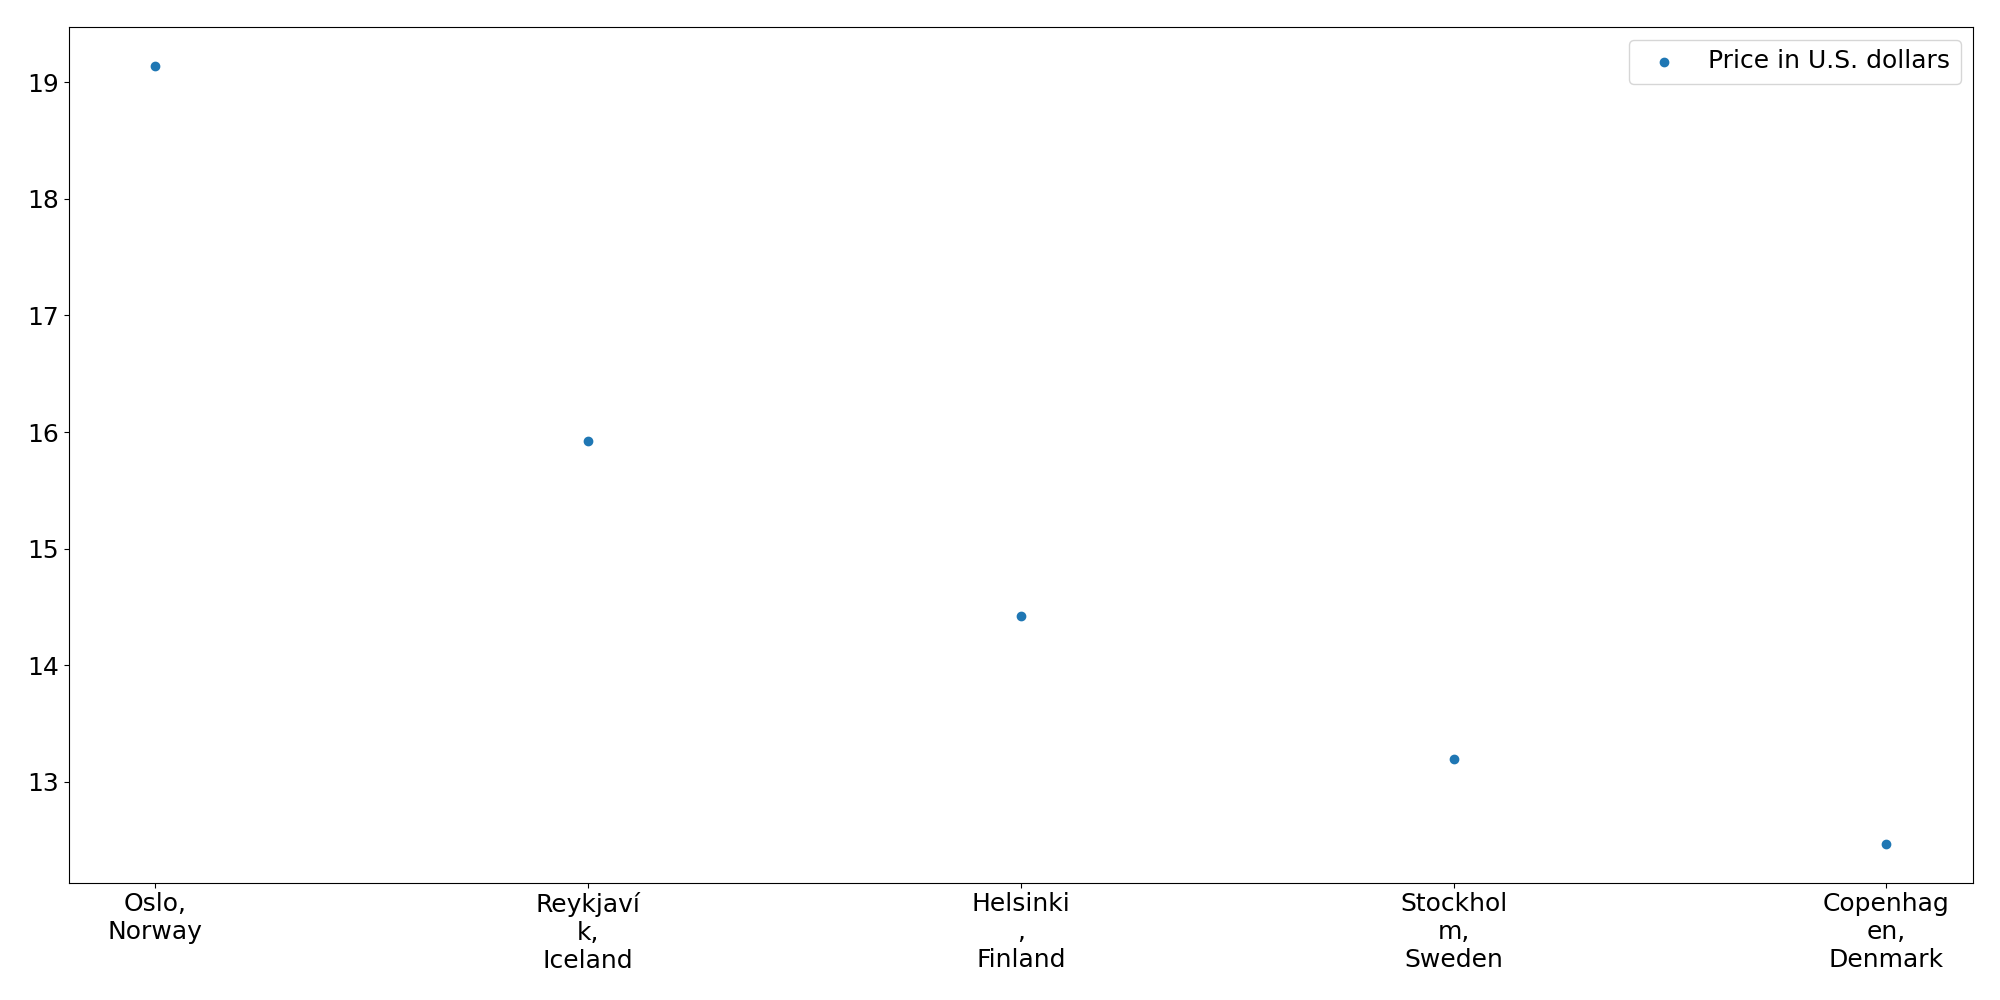 Price in U.S. dollars
19
18
17
16
15
14
13
Oslo,
Norway
Reykjaví
k,
Iceland
Helsinki
,
Finland
Stockhol
m,
Sweden
Copenhag
en,
Denmark